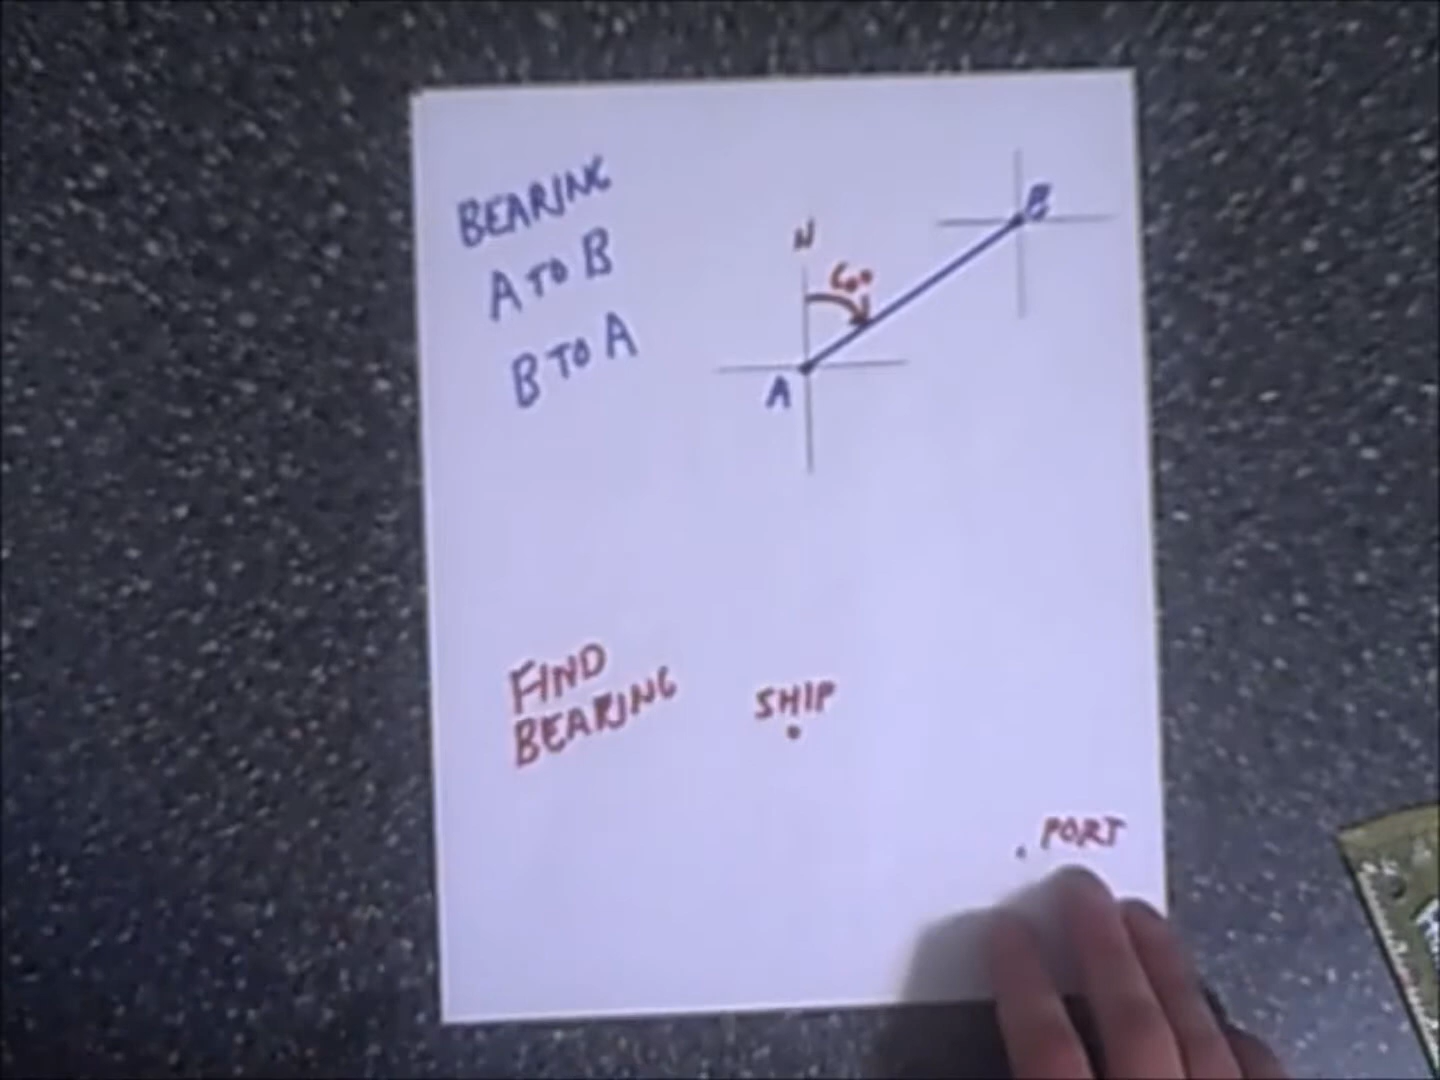 BEARING
A TO B
B TO A
N
60°
B
A
FIND
BEARING
SHIP
PORT